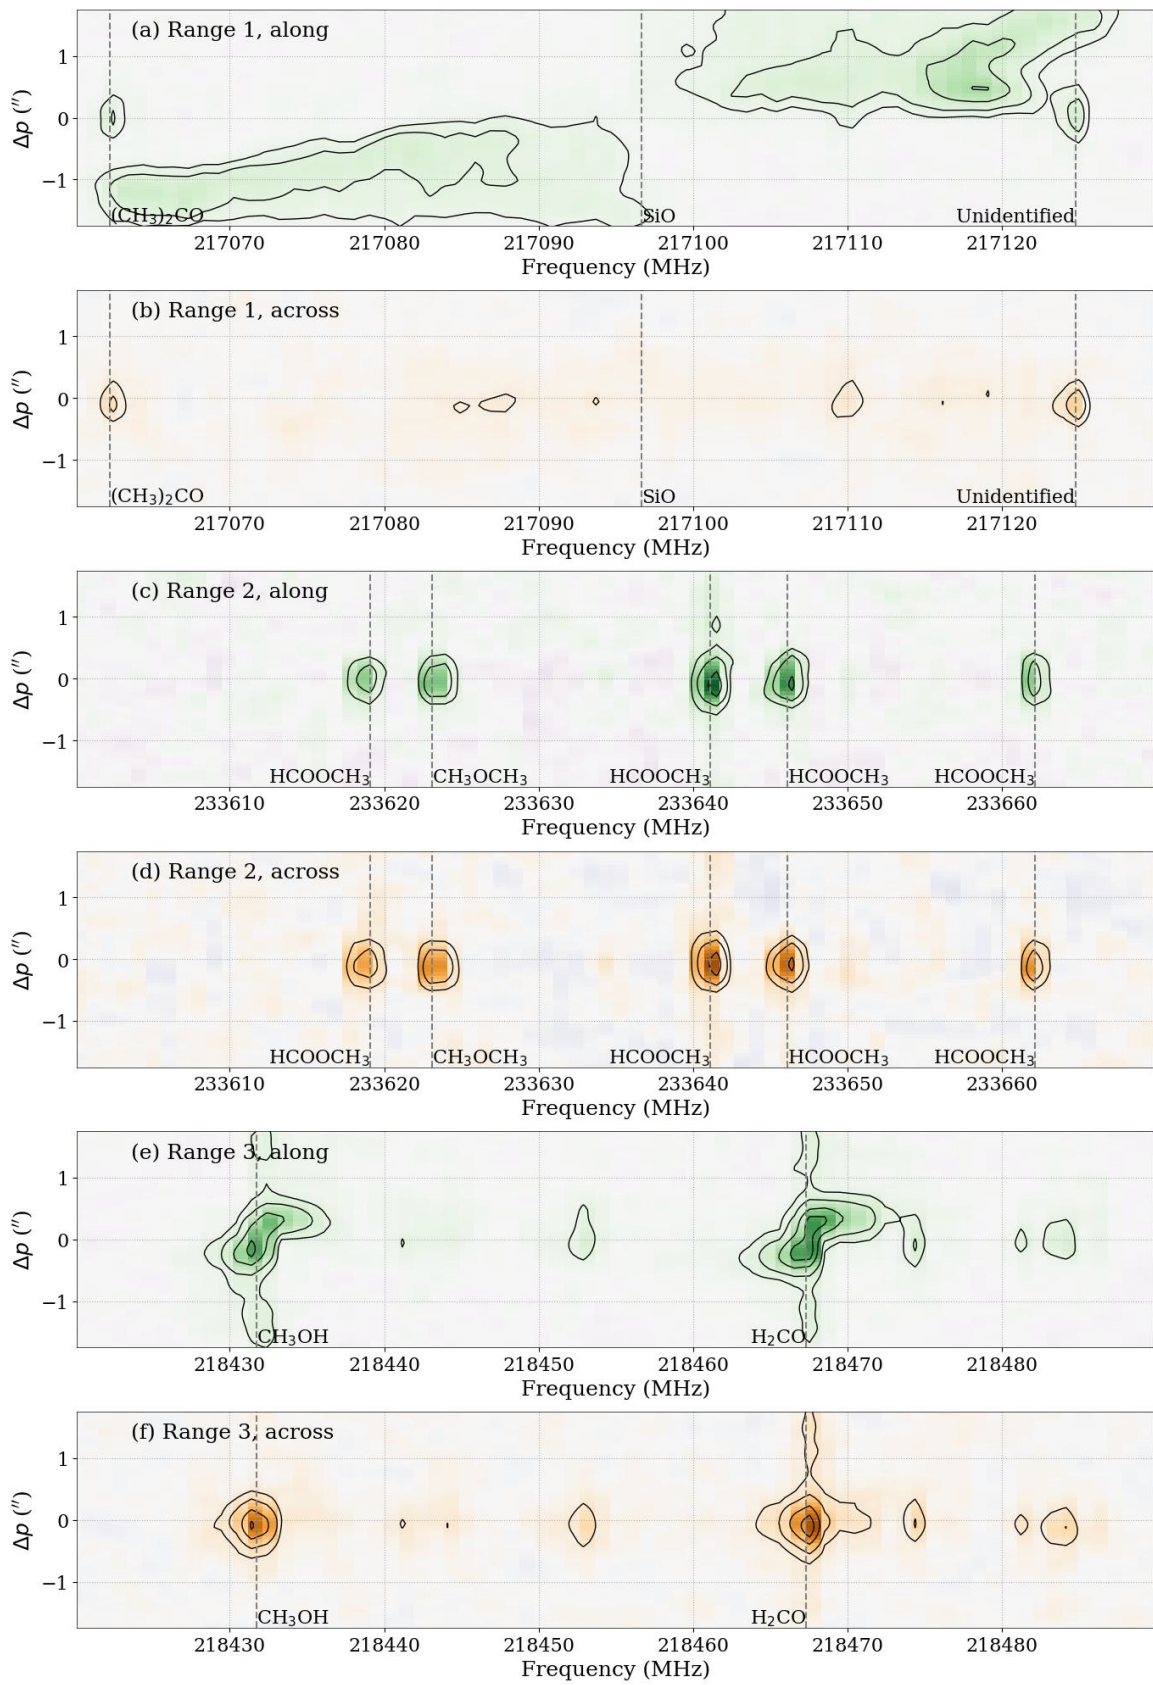 (a) Range 1, along
1
0
−1
Δp (″)
(CH₃)₂CO SiO Unidentified
217070 217080 217090 217100 217110 217120
Frequency (MHz)
(b) Range 1, across
1
0
−1
Δp (″)
(CH₃)₂CO SiO Unidentified
217070 217080 217090 217100 217110 217120
Frequency (MHz)
(c) Range 2, along
1
0
−1
Δp (″)
HCOOCH₃ CH₃OCH₃ HCOOCH₃ HCOOCH₃ HCOOCH₃
233610 233620 233630 233640 233650 233660
Frequency (MHz)
(d) Range 2, across
1
0
−1
Δp (″)
HCOOCH₃ CH₃OCH₃ HCOOCH₃ HCOOCH₃ HCOOCH₃
233610 233620 233630 233640 233650 233660
Frequency (MHz)
(e) Range 3, along
1
0
−1
Δp (″)
CH₃OH H₂CO
218430 218440 218450 218460 218470 218480
Frequency (MHz)
(f) Range 3, across
1
0
−1
Δp (″)
CH₃OH H₂CO
218430 218440 218450 218460 218470 218480
Frequency (MHz)